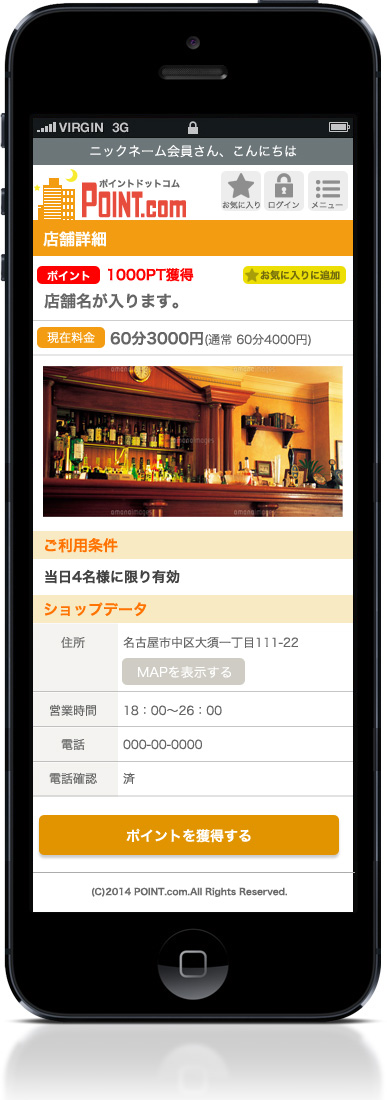 VIRGIN 3G
ニックネーム会員さん、こんにちは
ポイントドットコム
POINT.com
お気に入り ログイン メニュー
店舗詳細
ポイント 1000PT獲得 お気に入りに追加
店舗名が入ります。
現在料金 60分3000円(通常 60分4000円)
amanaimages
amanaimages
amanaimages
ご利用条件
当日4名様に限り有効
ショップデータ
住所 名古屋市中区大須一丁目111-22
MAPを表示する
営業時間 18：00〜26：00
電話 000-00-0000
電話確認 済
ポイントを獲得する
(C)2014 POINT.com.All Rights Reserved.